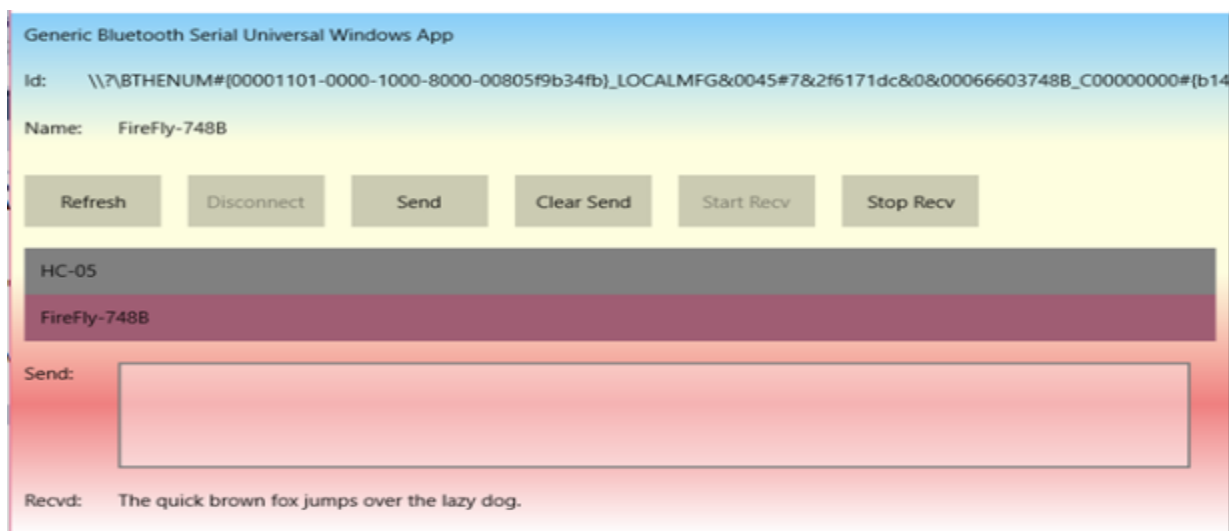 Generic Bluetooth Serial Universal Windows App
Id: \\?\BTHENUM#{00001101-0000-1000-8000-00805f9b34fb}_LOCALMFG&0045#7&2f6171dc&0&00066603748B_C00000000#{b14
Name: FireFly-748B
Refresh Disconnect Send Clear Send Start Recv Stop Recv
HC-05
FireFly-748B
Send:
Recvd: The quick brown fox jumps over the lazy dog.